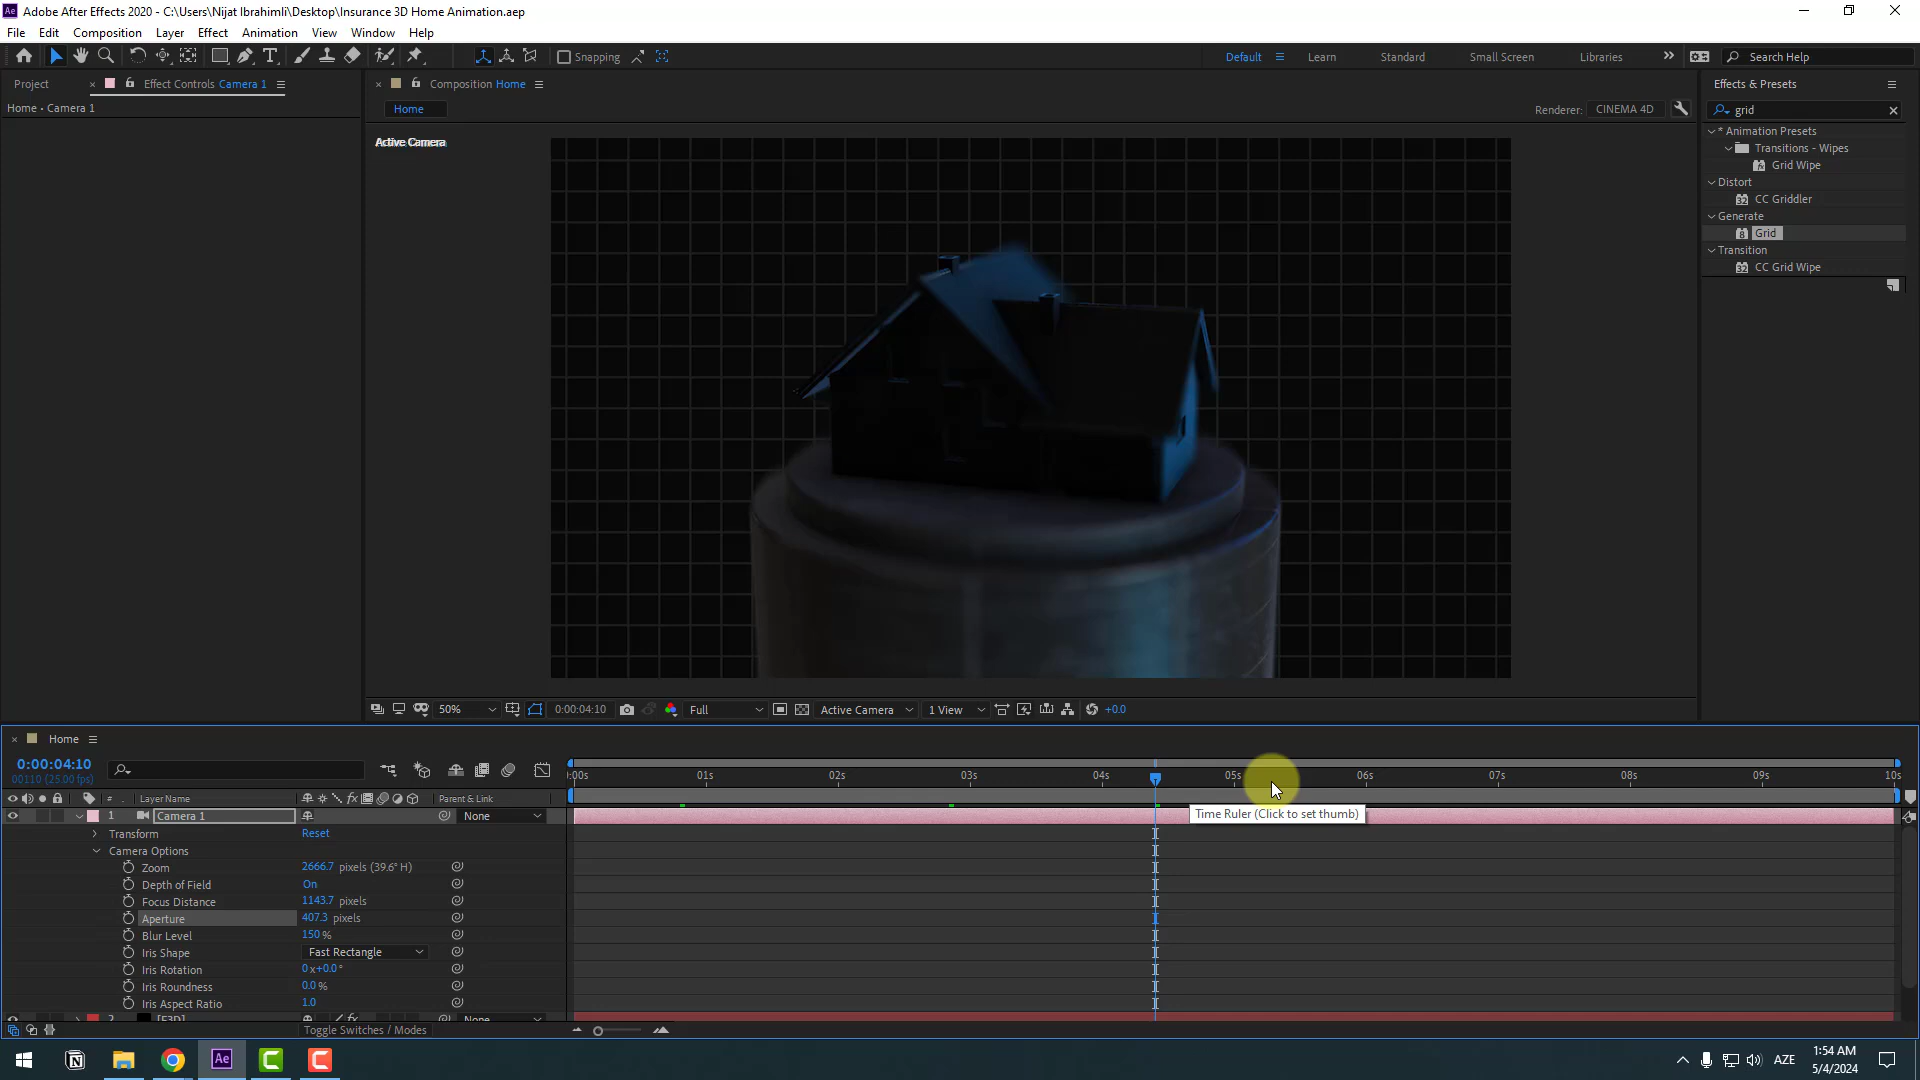 Adobe After Effects 2020 - C:\Users\Nijat Ibrahimli\Desktop\Insurance 3D Home Animation.aep
File Edit Composition Layer Effect Animation View Window Help
Snapping Default Learn Standard Small Screen Libraries Search Help
Project Effect Controls Camera 1 Composition Home Effects & Presets
Home • Camera 1
Home
Renderer: CINEMA 4D
grid
Active Camera
* Animation Presets
Transitions - Wipes
Grid Wipe
Distort
CC Griddler
Generate
Grid
Transition
CC Grid Wipe
50% 0:00:04:10 Full Active Camera 1 View +0.0
Home
0:00:04:10
00110 (25.00 fps)
:00s 01s 02s 03s 04s 05s 06s 07s 08s 09s 10s
# Layer Name Parent & Link
1 Camera 1 None
Time Ruler (Click to set thumb)
Transform Reset
Camera Options
Zoom 2666.7 pixels (39.6° H)
Depth of Field On
Focus Distance 1143.7 pixels
Aperture 407.3 pixels
Blur Level 150 %
Iris Shape Fast Rectangle
Iris Rotation 0 x+0.0 °
Iris Roundness 0.0 %
Iris Aspect Ratio 1.0
2 [E3D] None
Toggle Switches / Modes
AZE
1:54 AM
5/4/2024